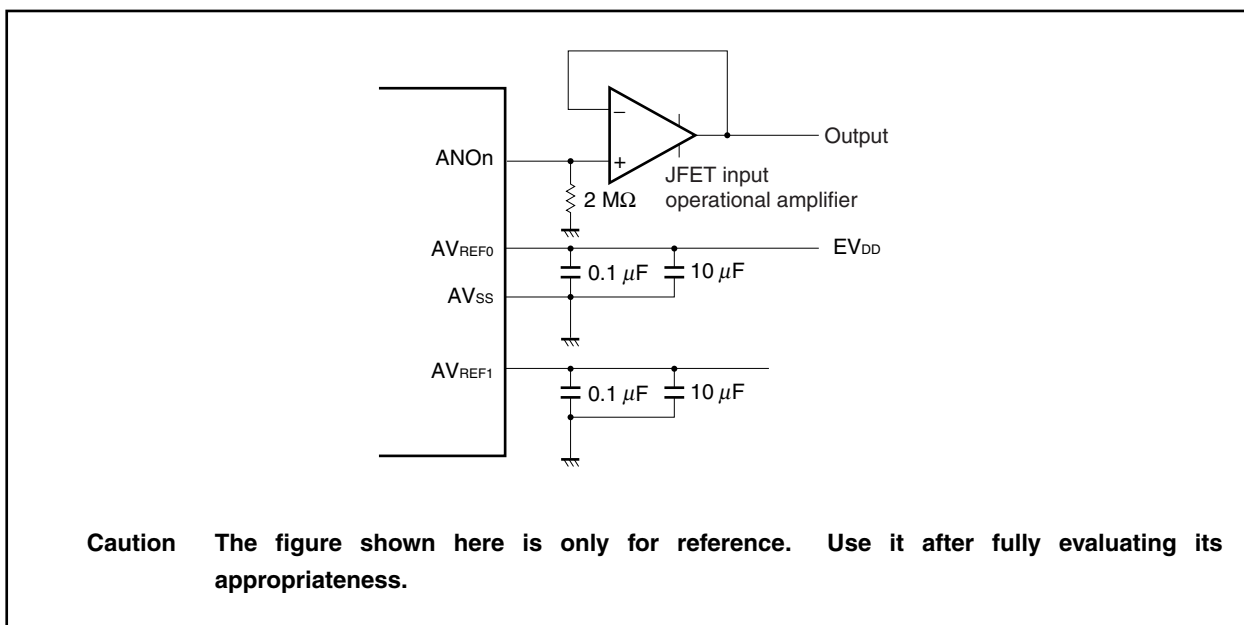 Output
ANOn
JFET input
operational amplifier
2 MΩ
AVREF0
EVDD
0.1 μF
10 μF
AVSS
AVREF1
0.1 μF
10 μF
Caution The figure shown here is only for reference. Use it after fully evaluating its
appropriateness.
− 
+